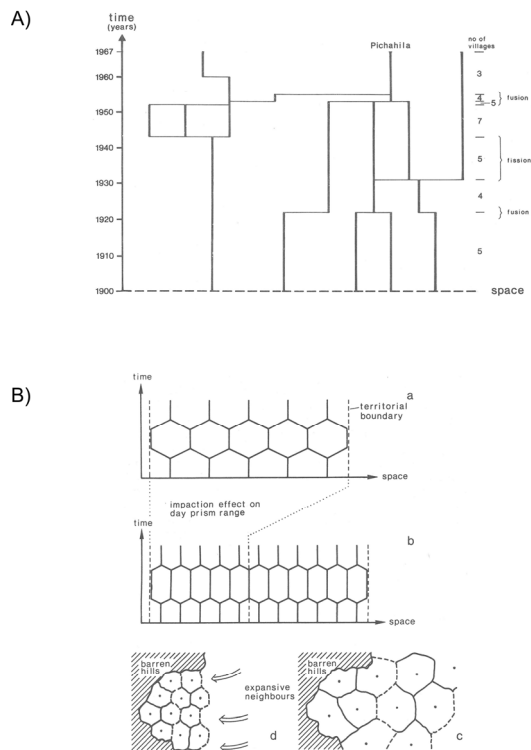 A)
time
(years)
1967
1960
1950
1940
1930
1920
1910
1900
Pichahila
no of
villages
3
4
5
7
5
4
5
fusion
fission
fusion
space
B)
time
a
territorial
boundary
space
impaction effect on
day prism range
time
b
space
barren
hills
expansive
neighbours
d
barren
hills
c